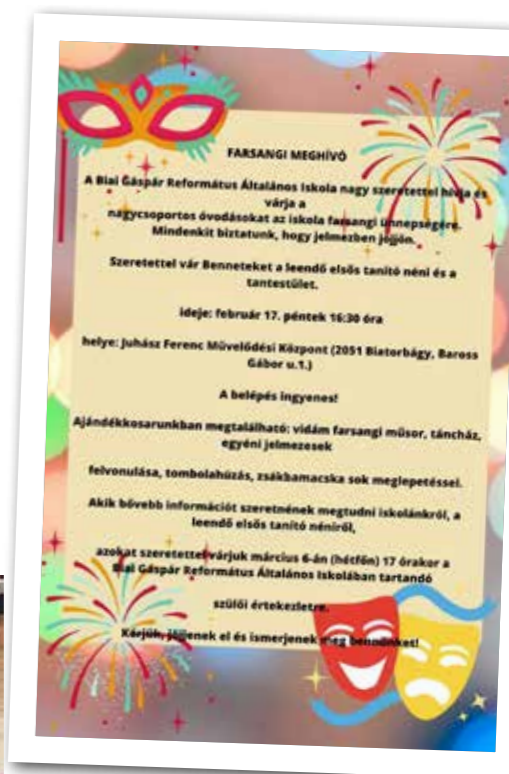 FARSANGI MEGHÍVÓ
A Biai Gáspár Református Általános Iskola nagy szeretettel hívja és
várja a
nagycsoportos óvodásokat az iskola farsangi ünnepségére.
Mindenkit biztatunk, hogy jelmezben jöjjön.
Szeretettel vár Benneteket a leendő elsős tanító néni és a
tantestület.
ideje: február 17. péntek 16:30 óra
helye: Juhász Ferenc Művelődési Központ (2051 Biatorbágy, Baross
Gábor u.1.)
A belépés ingyenes!
Ajándékkosarunkban megtalálható: vidám farsangi műsor, táncház,
egyéni jelmezesek
felvonulása, tombolahúzás, zsákbamacska sok meglepetéssel.
Akik bővebb információt szeretnének megtudni iskolánkról, a
leendő elsős tanító néniről,
azokat szeretettel várjuk március 6-án (hétfőn) 17 órakor a
Biai Gáspár Református Általános Iskolában tartandó
szülői értekezletre.
Kérjük, jöjjenek el és ismerjenek meg bennünket!